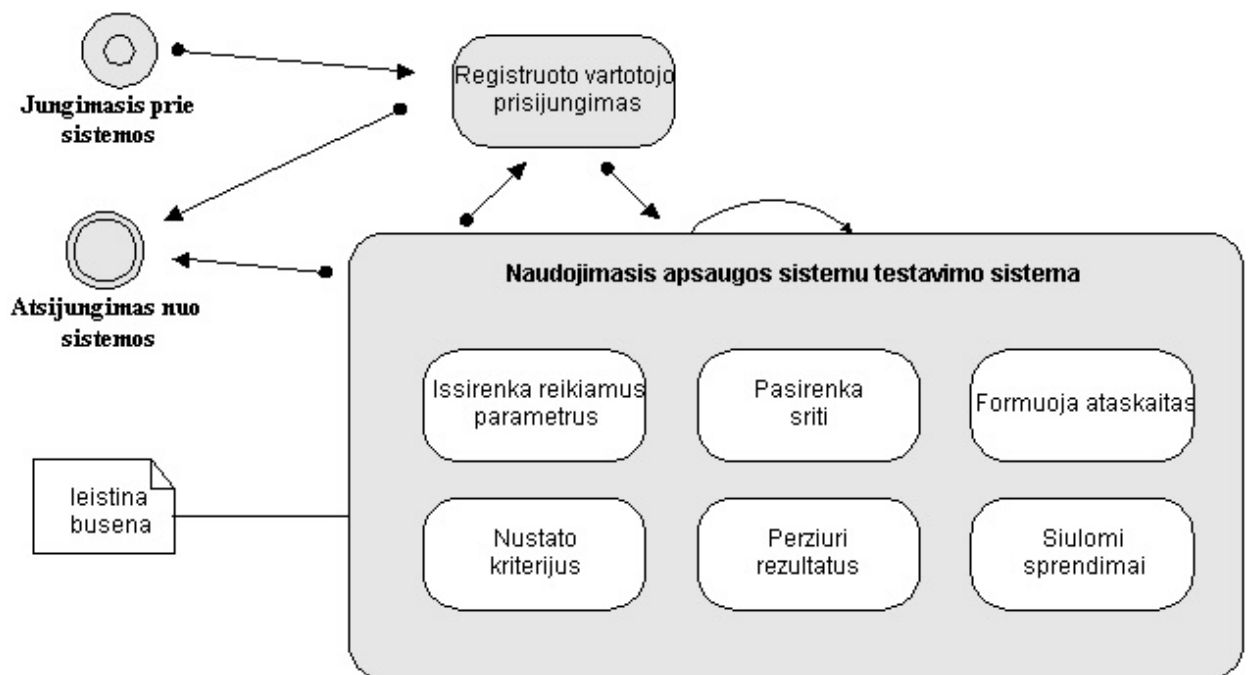 Jungimasis prie
sistemos
Registruoto vartotojo
prisijungimas
Atsijungimas nuo
sistemos
Naudojimasis apsaugos sistemu testavimo sistema
Issirenka reikiamus
parametrus
Pasirenka
sriti
Formuoja ataskaitas
leistina
busena
Nustato
kriterijus
Perziuri
rezultatus
Siulomi
sprendimai